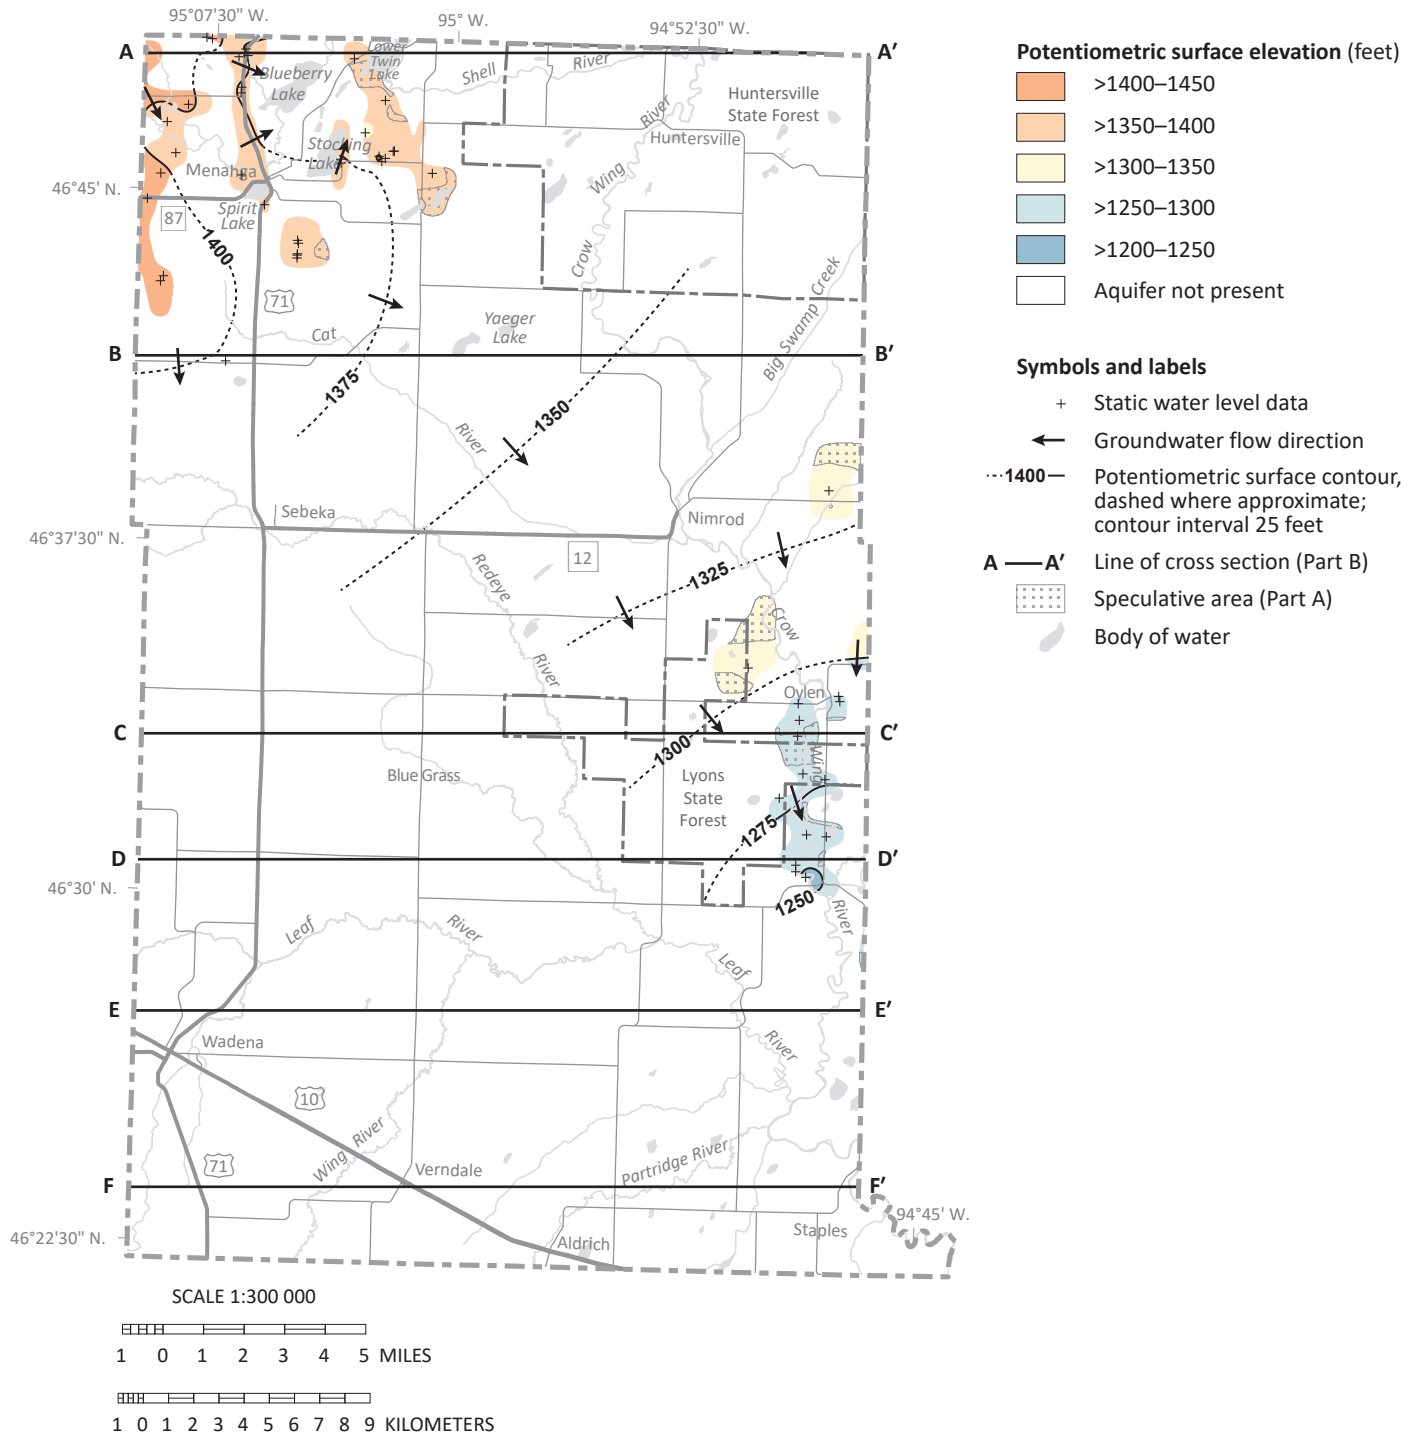 95°07'30" W.
95° W.
94°52'30" W.
A
A′
Lower
Twin
Lake
Blueberry
Lake
Shell
River
Huntersville
State Forest
River
Huntersville
Stocking
Lake
Menahga
Wing
46°45' N.
87
Spirit
Lake
1400
Crow
71
Big Swamp Creek
Cat
Yaeger
Lake
B
B′
1375
1350
River
Sebeka
Nimrod
46°37'30" N.
12
Redeye
1325
Crow
River
Oylen
C
C′
1300
Wing
Blue Grass
Lyons
State
Forest
1275
D
D′
46°30' N.
1250
River
Leaf
River
Leaf
E
E′
Wadena
River
10
Wing River
71
Verndale
Partridge River
F
F′
94°45' W.
46°22'30" N.
Aldrich
Staples
SCALE 1:300 000
1 0 1 2 3 4 5 MILES
1 0 1 2 3 4 5 6 7 8 9 KILOMETERS
Potentiometric surface elevation (feet)
>1400–1450
>1350–1400
>1300–1350
>1250–1300
>1200–1250
Aquifer not present
Symbols and labels
Static water level data
Groundwater flow direction
1400
Potentiometric surface contour,
dashed where approximate;
contour interval 25 feet
A A′ Line of cross section (Part B)
Speculative area (Part A)
Body of water